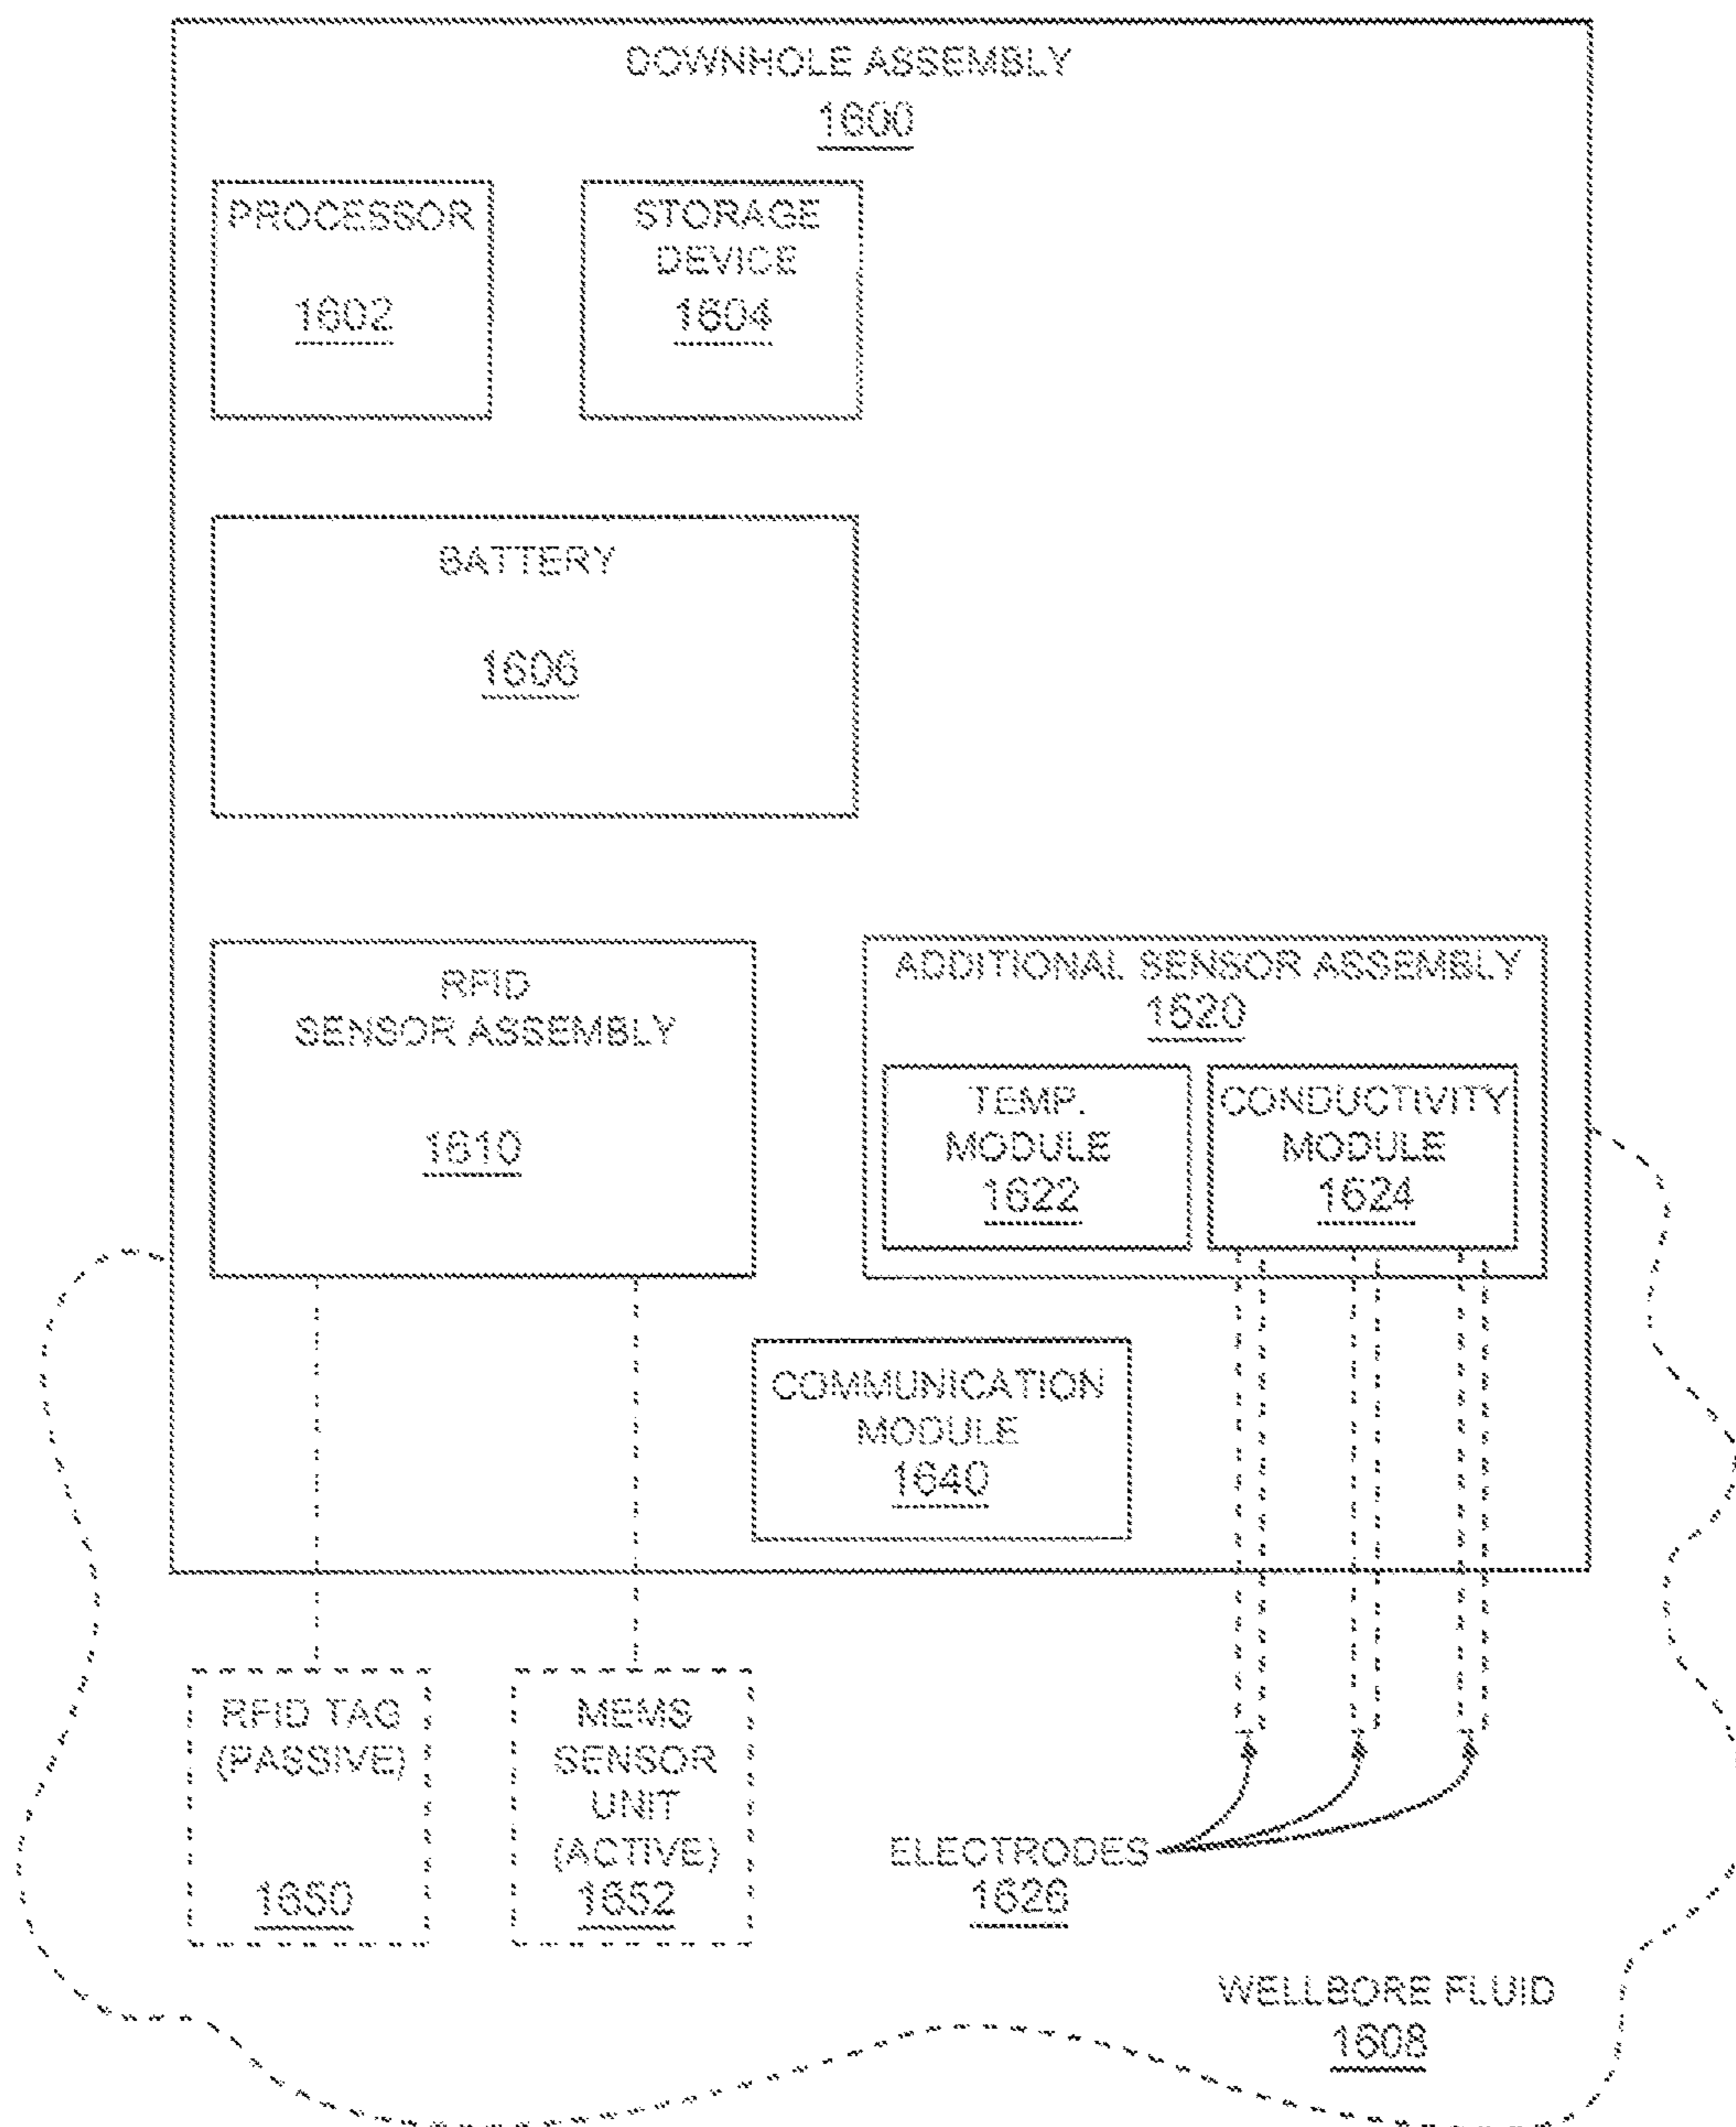 DOWNHOLE ASSEMBLY
1600
PROCESSOR
1602
STORAGE
DEVICE
1604
BATTERY
1606
RFID
SENSOR ASSEMBLY
1610
ADDITIONAL SENSOR ASSEMBLY
1620
TEMP.
MODULE
1622
CONDUCTIVITY
MODULE
1624
COMMUNICATION
MODULE
1640
RFID TAG
(PASSIVE)
1650
MEMS
SENSOR
UNIT
(ACTIVE)
1652
ELECTRODES
1626
WELLBORE FLUID
1608